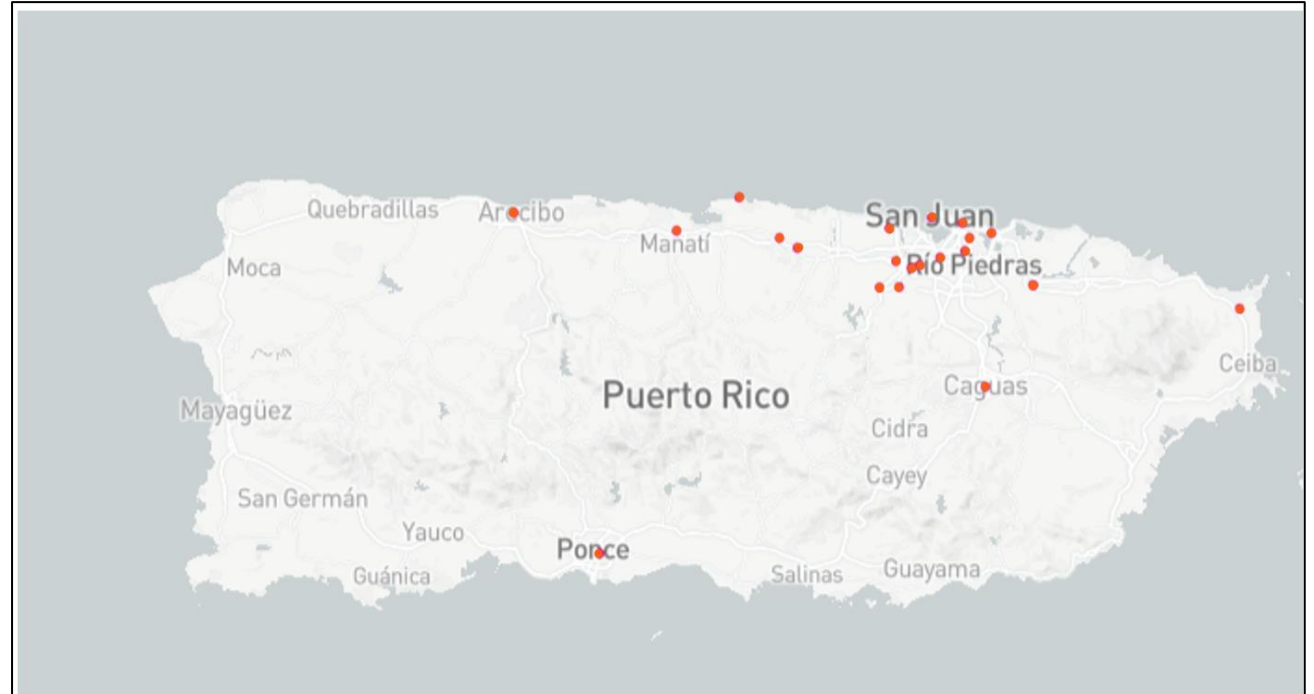 Quebradillas
Arecibo
San Juan
Manatí
Moca
Río Piedras
Ceiba
Puerto Rico
Caguas
Mayagüez
Cidra
Cayey
San Germán
Yauco
Ponce
Guánica
Salinas
Guayama